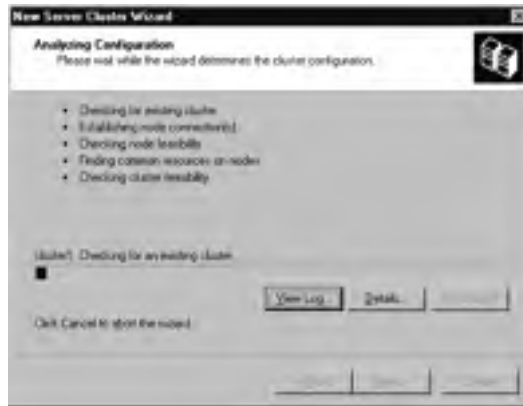 New Server Cluster Wizard
Analyzing Configuration
Please wait while the wizard determines the cluster configuration.
• Checking for existing cluster
• Establishing node connection(s)
• Checking node feasibility
• Finding common resources on nodes
• Checking cluster feasibility
Checking for an existing cluster
View Log...
Details...
Click Cancel to abort the wizard.